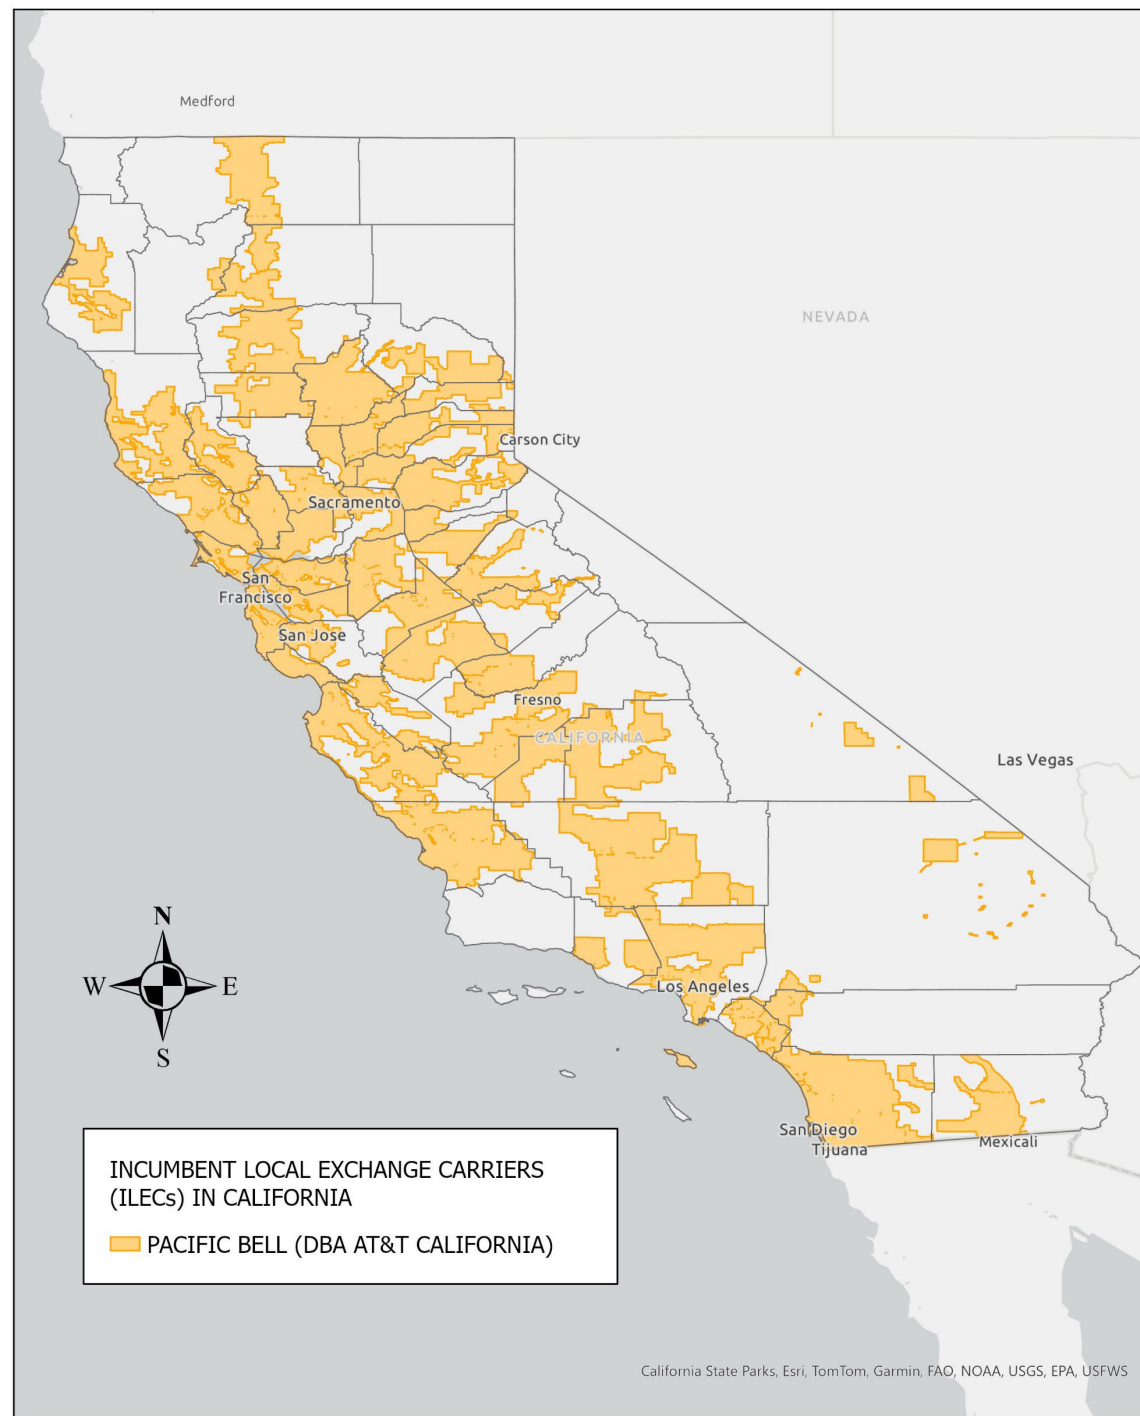 Medford
NEVADA
Carson City
Sacramento
San
Francisco
San Jose
Fresno
CALIFORNIA
Las Vegas
N
W
E
S
Los Angeles
San Diego
Tijuana
Mexicali
INCUMBENT LOCAL EXCHANGE CARRIERS
(ILECs) IN CALIFORNIA
PACIFIC BELL (DBA AT&T CALIFORNIA)
California State Parks, Esri, TomTom, Garmin, FAO, NOAA, USGS, EPA, USFWS